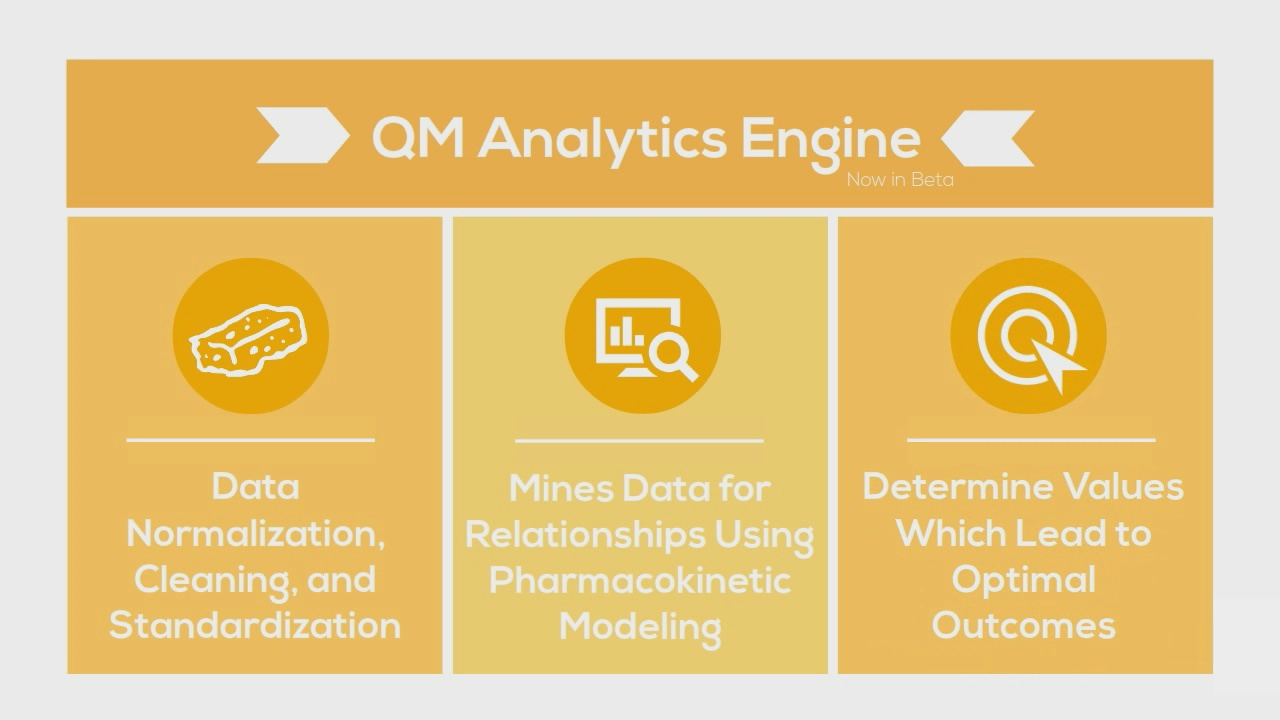 QM Analytics Engine
Now in Beta
Data
Normalization,
Cleaning, and
Standardization
Mines Data for
Relationships Using
Pharmacokinetic
Modeling
Determine Values
Which Lead to
Optimal
Outcomes